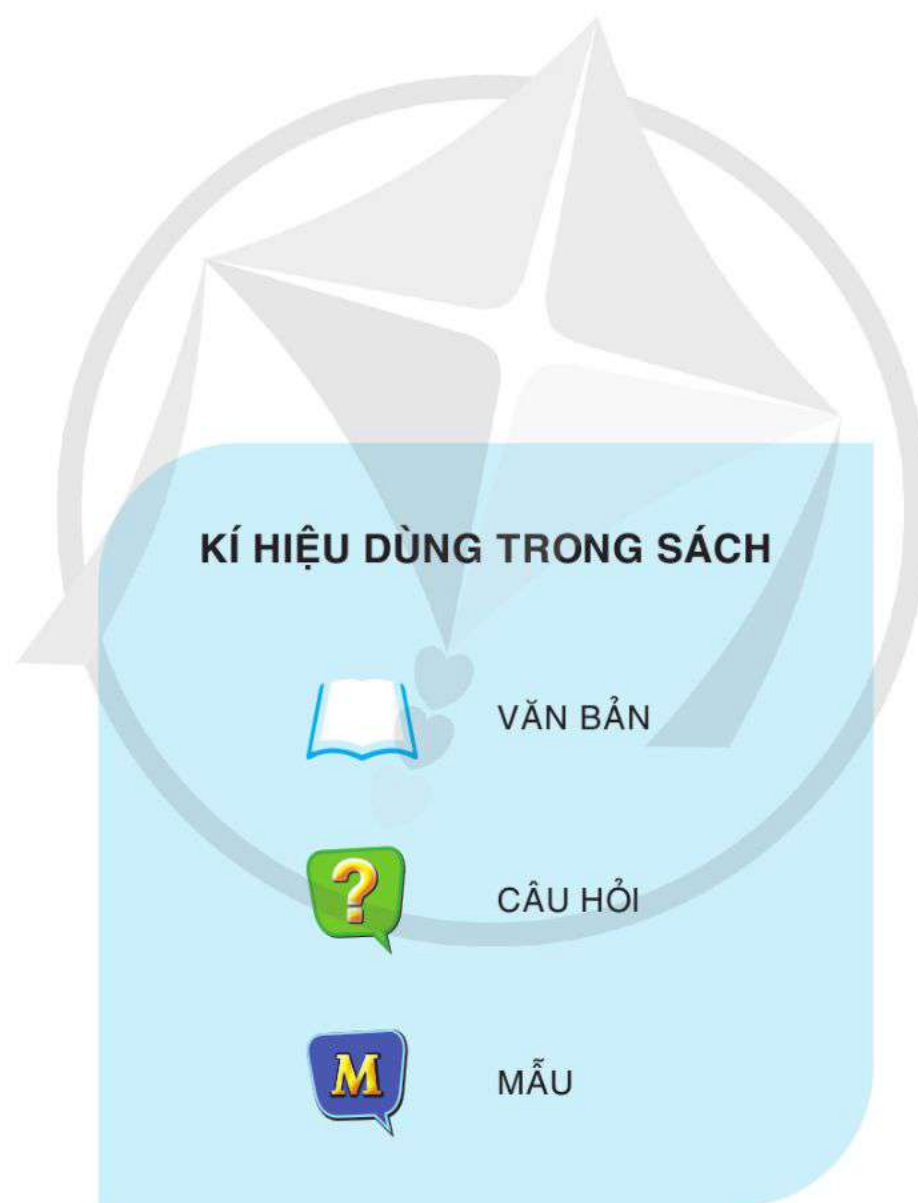 KÍ HIỆU DÙNG TRONG SÁCH
VĂN BẢN
?
CÂU HỎI
M
MẪU